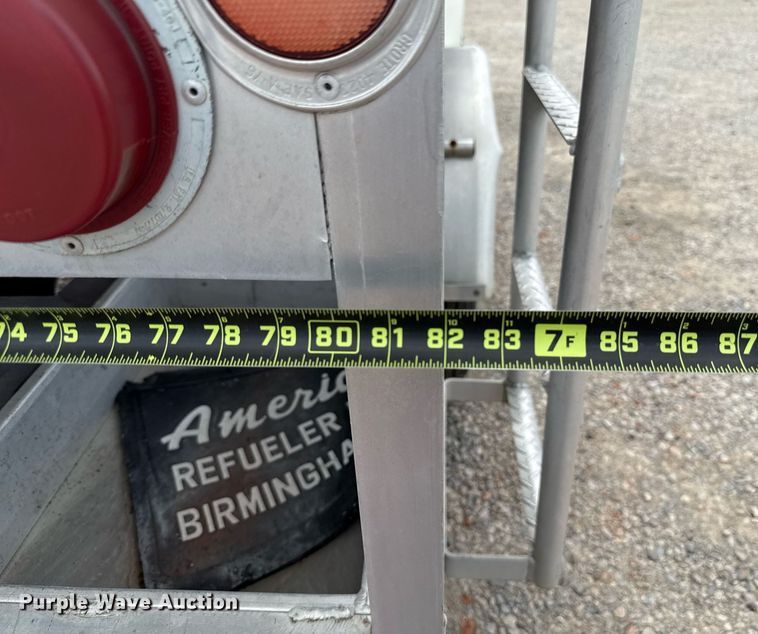 74 75 76 77 78 79 80 81 82 83 7F 85 86 87
Americ
REFUELER
BIRMINGHA
Purple Wave Auction